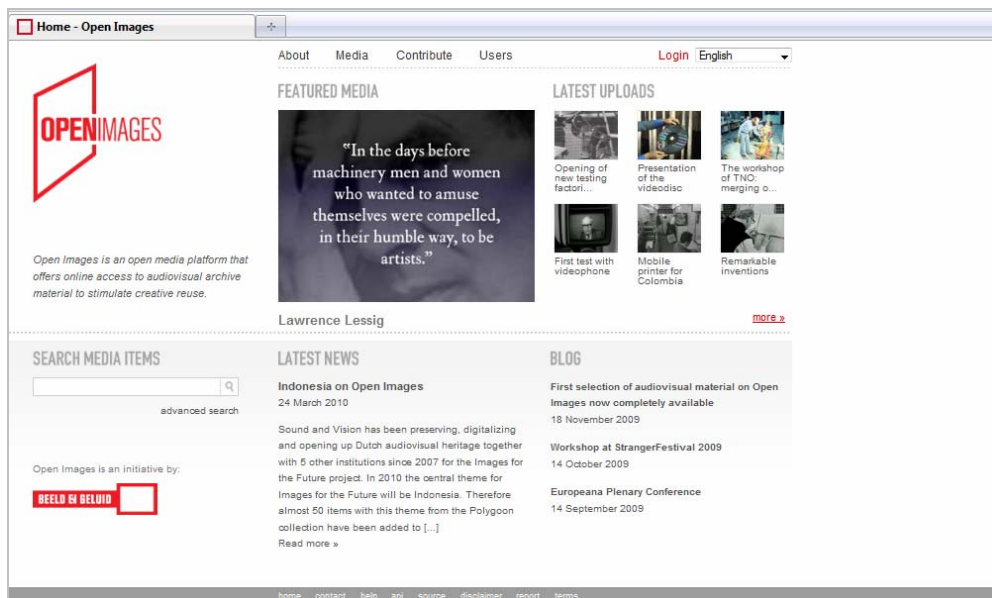 Home - Open Images
About Media Contribute Users Login English
OPENIMAGES
Open Images is an open media platform that
offers online access to audiovisual archive
material to stimulate creative reuse.
FEATURED MEDIA
"In the days before
machinery men and women
who wanted to amuse
themselves were compelled,
in their humble way, to be
artists."
Lawrence Lessig
LATEST UPLOADS
Opening of
new testing
factori...
Presentation
of the
videodisc
The workshop
of TNO:
merging o...
First test with
videophone
Mobile
printer for
Colombia
Remarkable
inventions
more »
SEARCH MEDIA ITEMS
advanced search
Open Images is an initiative by:
BEELD EN GELUID
LATEST NEWS
Indonesia on Open Images
24 March 2010
Sound and Vision has been preserving, digitalizing
and opening up Dutch audiovisual heritage together
with 5 other institutions since 2007 for the Images for
the Future project. In 2010 the central theme for
Images for the Future will be Indonesia. Therefore
almost 50 items with this theme from the Polygoon
collection have been added to [...]
Read more »
BLOG
First selection of audiovisual material on Open
Images now completely available
18 November 2009
Workshop at StrangerFestival 2009
14 October 2009
Europeana Plenary Conference
14 September 2009
home contact help api source disclaimer report terms